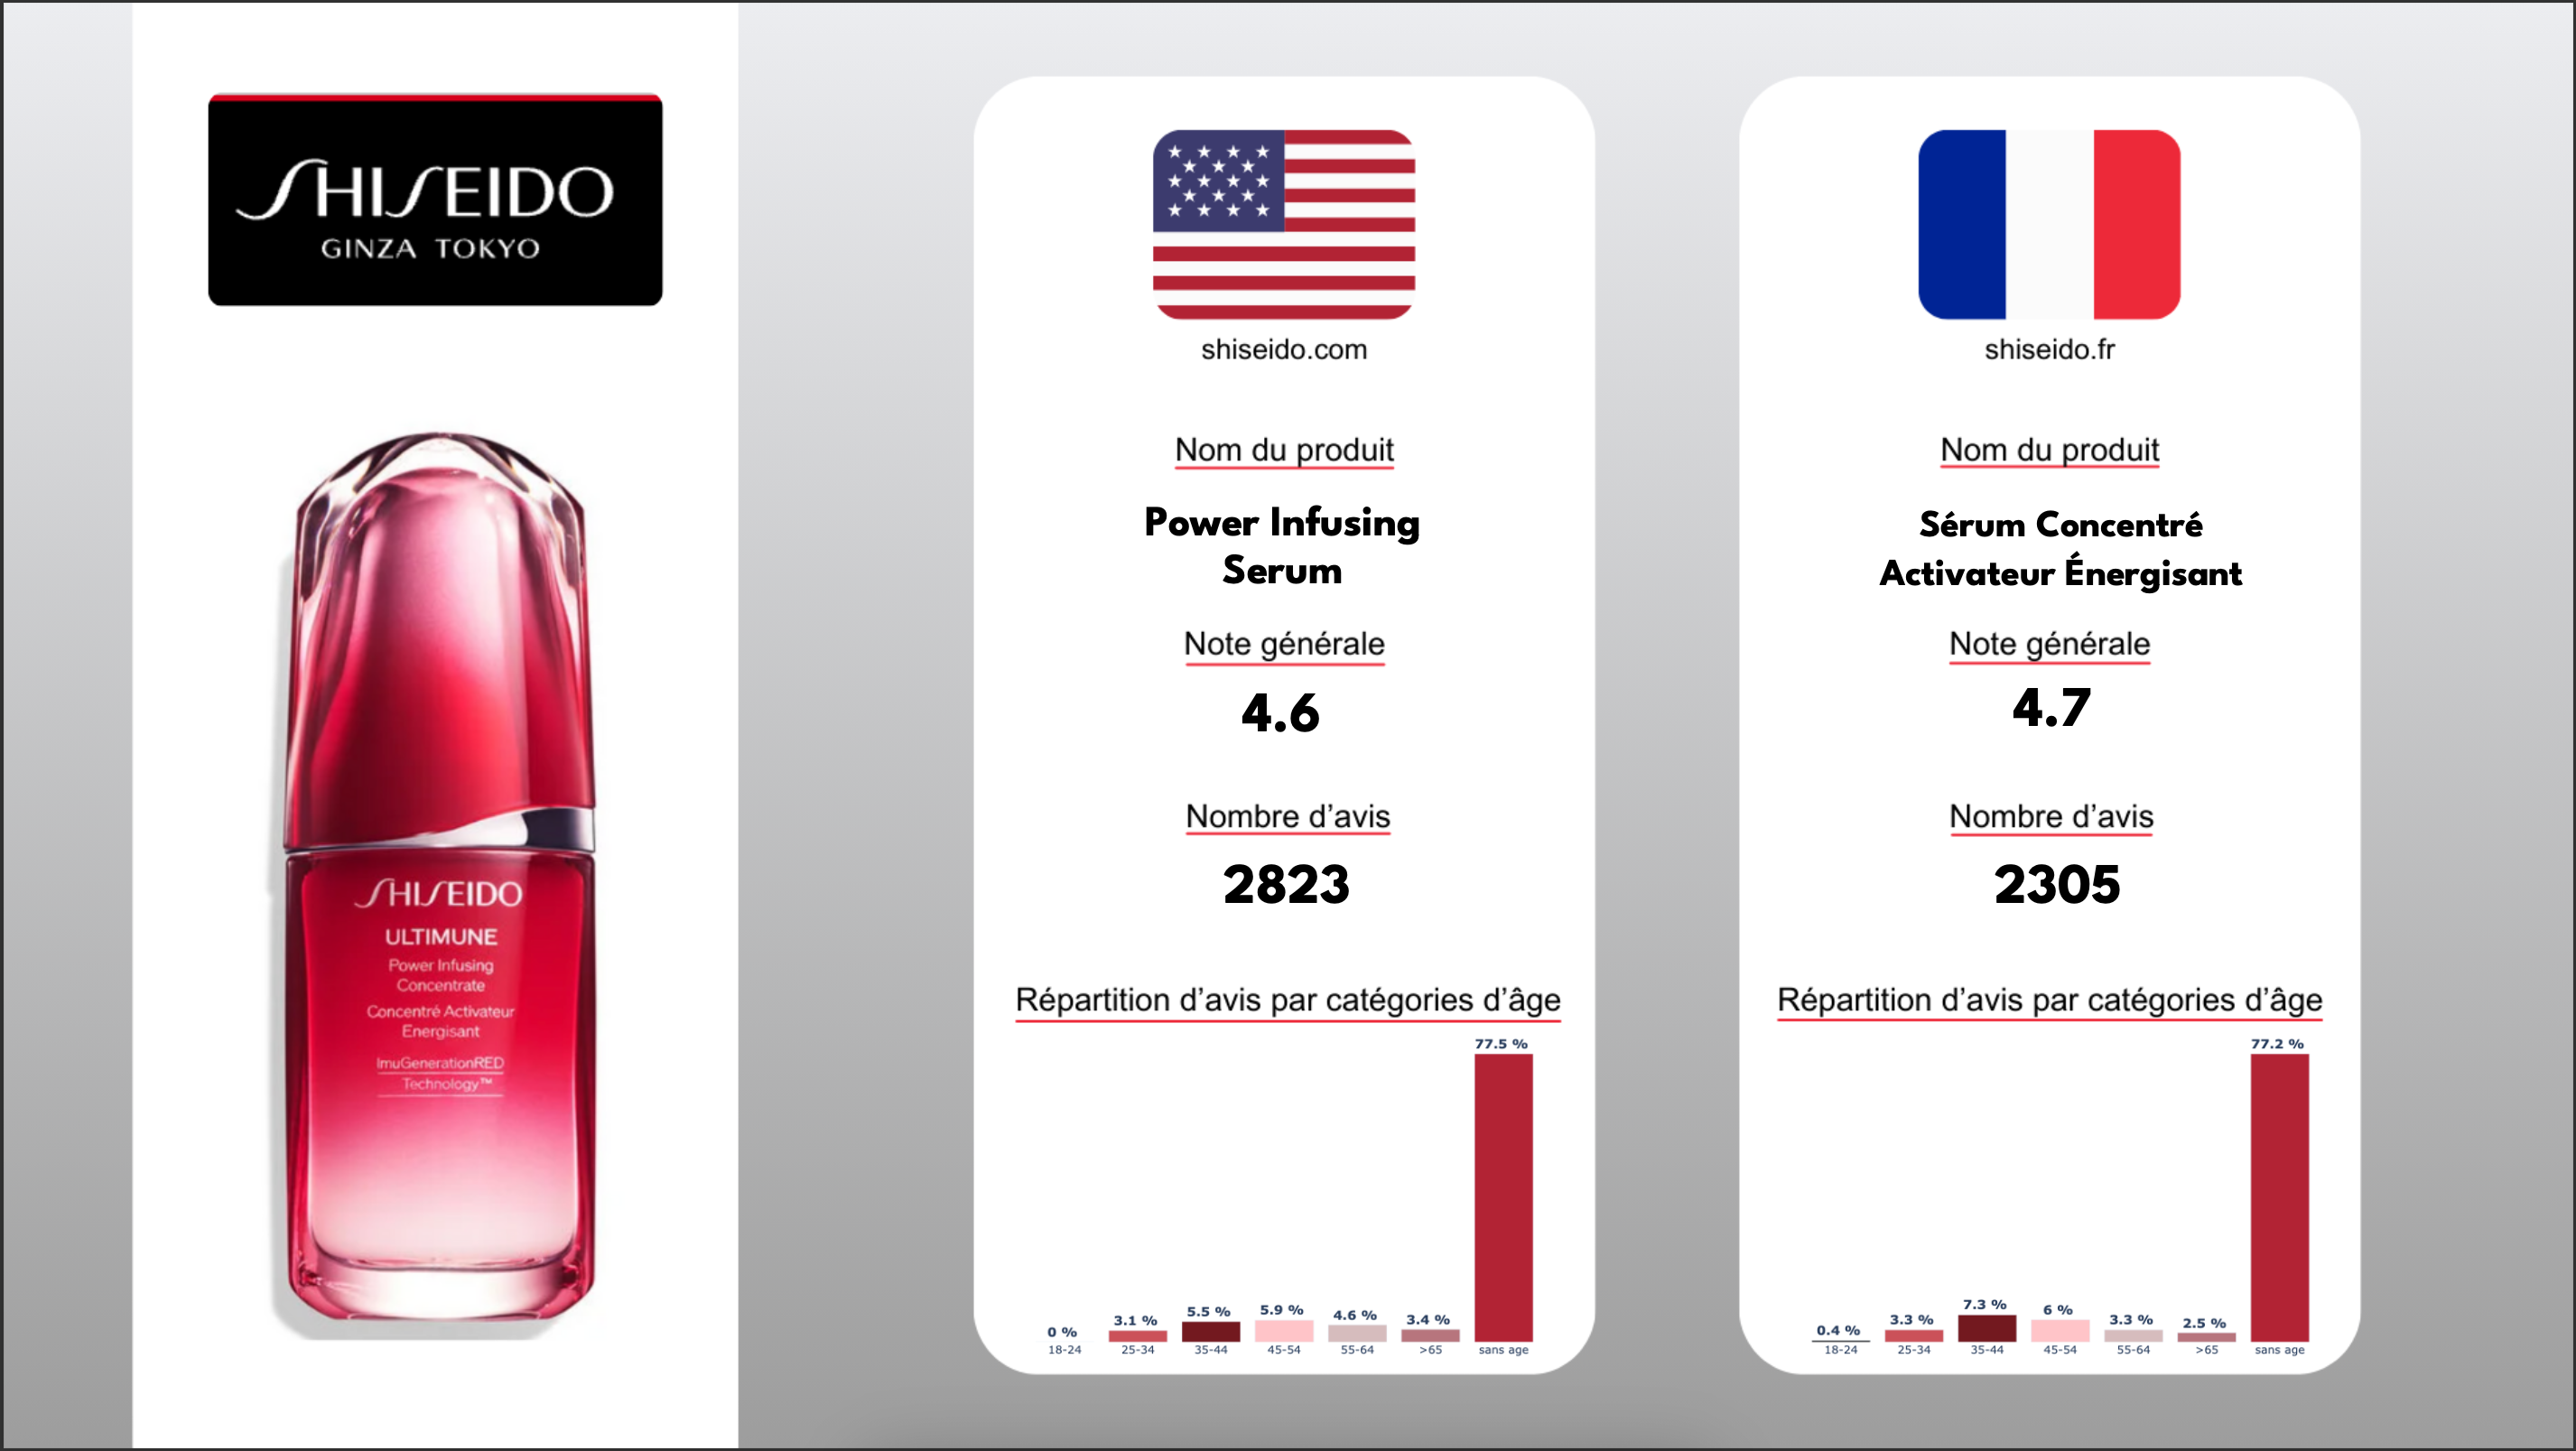 SHISEIDO
GINZA TOKYO
SHISEIDO
ULTIMUNE
Power Infusing
Concentrate
Concentré Activateur
Energisant
ImuGenerationRED
Technology™
shiseido.com
Nom du produit
Power Infusing
Serum
Note générale
4.6
Nombre d’avis
2823
Répartition d’avis par catégories d’âge
0 % 3.1 % 5.5 % 5.9 % 4.6 % 3.4 % 77.5 %
18-24 25-34 35-44 45-54 55-64 >65 sans age
shiseido.fr
Nom du produit
Sérum Concentré
Activateur Énergisant
Note générale
4.7
Nombre d’avis
2305
Répartition d’avis par catégories d’âge
0.4 % 3.3 % 7.3 % 6 % 3.3 % 2.5 % 77.2 %
18-24 25-34 35-44 45-54 55-64 >65 sans age